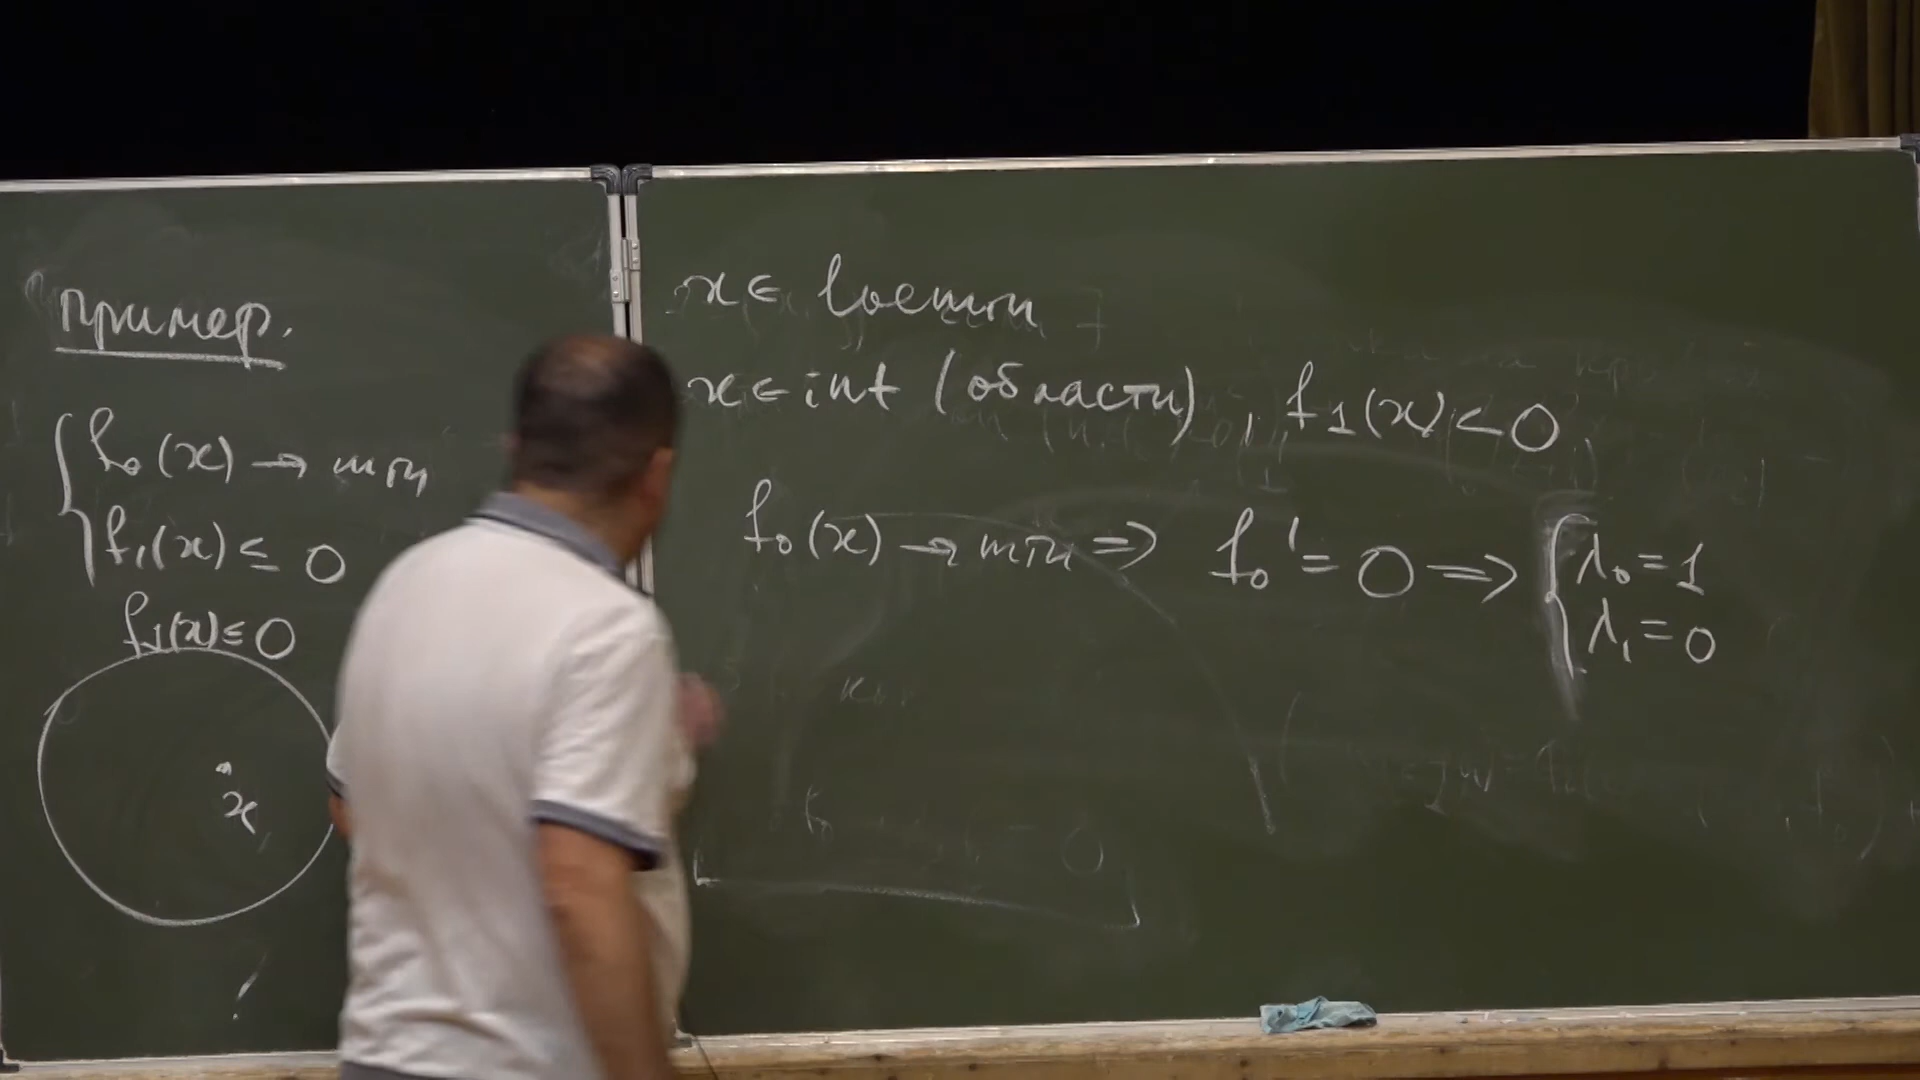 Пример.
f₀(x) → min
f₁(x) ≤ 0
f₁(x) ≤ 0
x
x ∈ locmin
x ∈ int (области), f₁(x) < 0,
f₀(x) → min ⇒ f₀' = 0 ⇒ { λ₀ = 1
λ₁ = 0